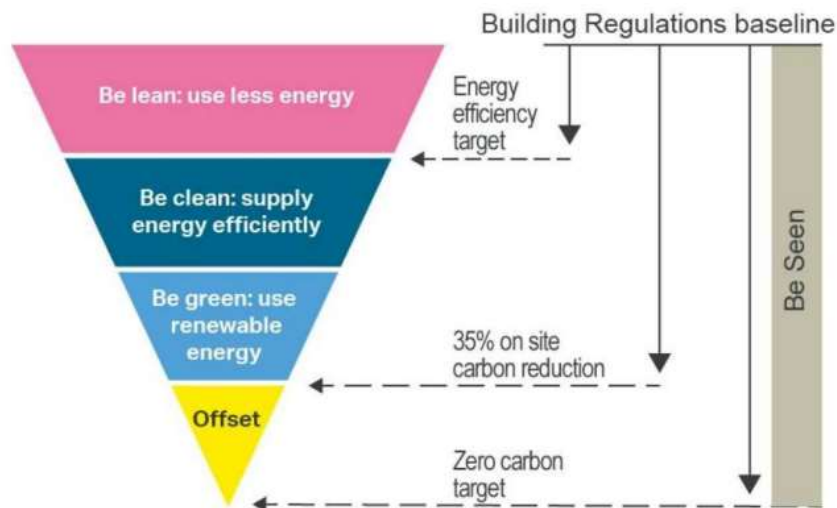 Building Regulations baseline
Be lean: use less energy
Energy
efficiency
target
Be clean: supply
energy efficiently
Be green: use
renewable
energy
35% on site
carbon reduction
Offset
Zero carbon
target
Be Seen